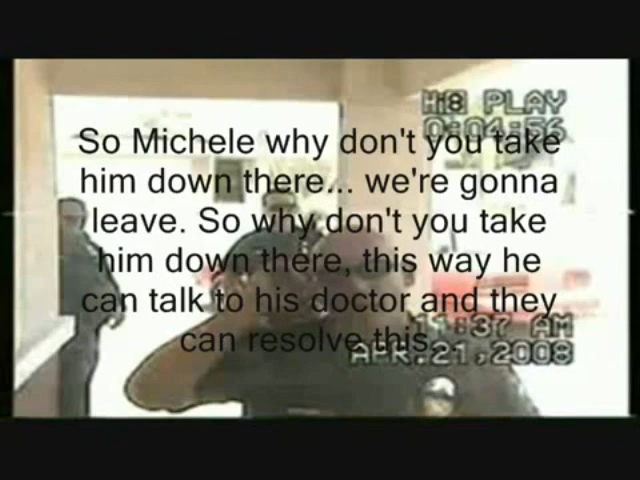 Hi8 PLAY
0:04:56
So Michele why don't you take
him down there... we're gonna
leave. So why don't you take
him down there, this way he
can talk to his doctor and they
can resolve this.
:37 AM
APR.21,2008